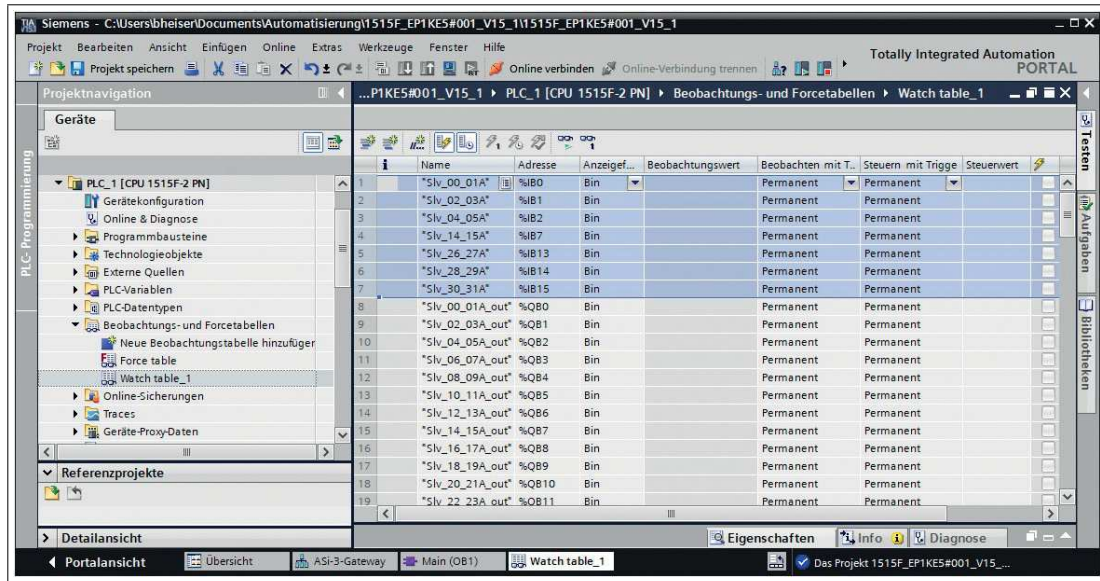 Siemens - C:\Users\bheiser\Documents\Automatisierung\1515F_EP1KE5#001_V15_1\1515F_EP1KE5#001_V15_1
Projekt Bearbeiten Ansicht Einfügen Online Extras Werkzeuge Fenster Hilfe
Totally Integrated Automation
PORTAL
Projekt speichern Online verbinden Online-Verbindung trennen
Projektnavigation
...P1KE5#001_V15_1 PLC_1 [CPU 1515F-2 PN] Beobachtungs- und Forcetabellen Watch table_1
Geräte
PLC_1 [CPU 1515F-2 PN]
Gerätekonfiguration
Online & Diagnose
Programmbausteine
Technologieobjekte
Externe Quellen
PLC-Variablen
PLC-Datentypen
Beobachtungs- und Forcetabellen
Neue Beobachtungstabelle hinzufügen
Force table
Watch table_1
Online-Sicherungen
Traces
Geräte-Proxy-Daten
Referenzprojekte
Detailansicht
PLC-Programmierung
i Name Adresse Anzeigef... Beobachtungswert Beobachten mit T... Steuern mit Trigge Steuerwert
1 "Slv_00_01A" %IB0 Bin Permanent Permanent
2 "Slv_02_03A" %IB1 Bin Permanent Permanent
3 "Slv_04_05A" %IB2 Bin Permanent Permanent
4 "Slv_14_15A" %IB7 Bin Permanent Permanent
5 "Slv_26_27A" %IB13 Bin Permanent Permanent
6 "Slv_28_29A" %IB14 Bin Permanent Permanent
7 "Slv_30_31A" %IB15 Bin Permanent Permanent
8 "Slv_00_01A_out" %QB0 Bin Permanent Permanent
9 "Slv_02_03A_out" %QB1 Bin Permanent Permanent
10 "Slv_04_05A_out" %QB2 Bin Permanent Permanent
11 "Slv_06_07A_out" %QB3 Bin Permanent Permanent
12 "Slv_08_09A_out" %QB4 Bin Permanent Permanent
13 "Slv_10_11A_out" %QB5 Bin Permanent Permanent
14 "Slv_12_13A_out" %QB6 Bin Permanent Permanent
15 "Slv_14_15A_out" %QB7 Bin Permanent Permanent
16 "Slv_16_17A_out" %QB8 Bin Permanent Permanent
17 "Slv_18_19A_out" %QB9 Bin Permanent Permanent
18 "Slv_20_21A_out" %QB10 Bin Permanent Permanent
19 "Slv_22_23A_out" %QB11 Bin Permanent Permanent
Testen
Aufgaben
Bibliotheken
Eigenschaften Info Diagnose
Portalansicht Übersicht ASi-3-Gateway Main (OB1) Watch table_1 Das Projekt 1515F_EP1KE5#001_V15_...